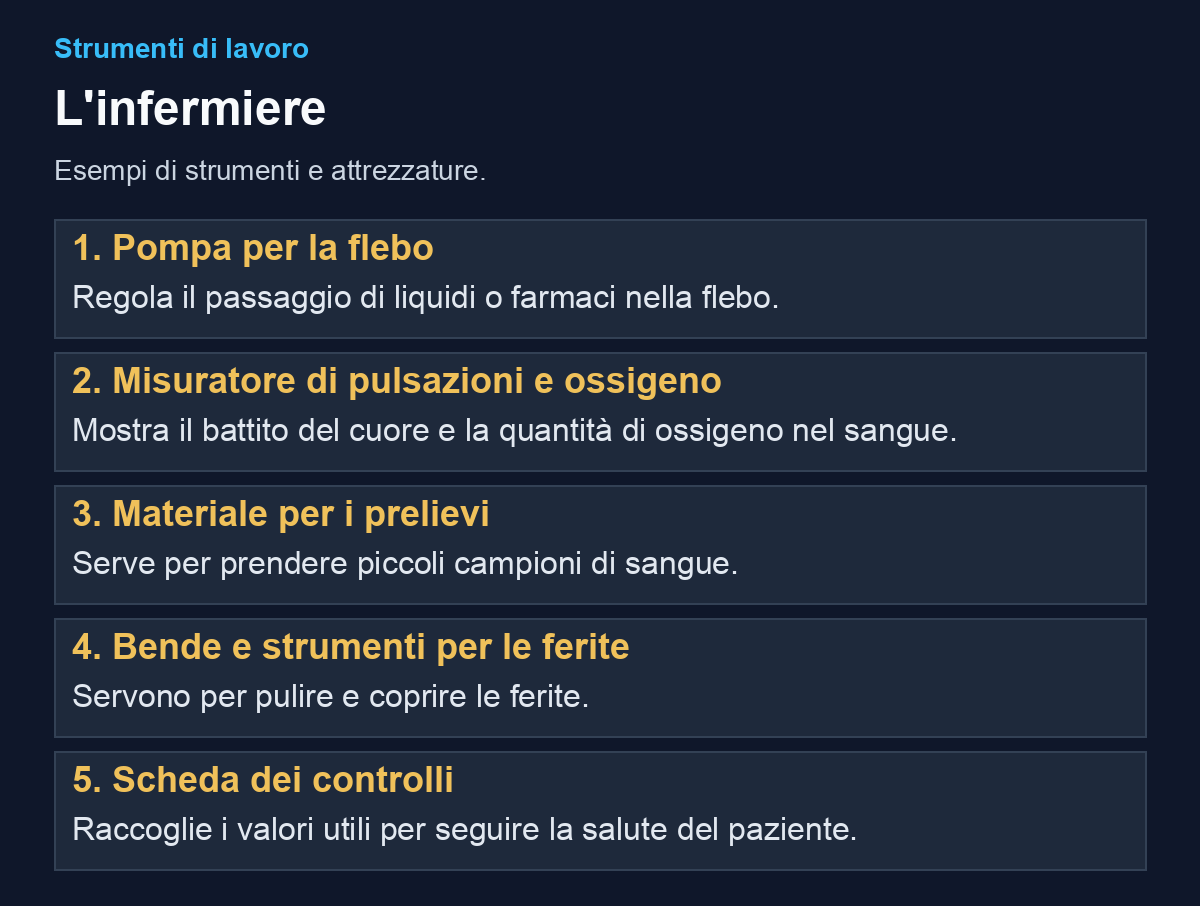 Strumenti di lavoro
L'infermiere
Esempi di strumenti e attrezzature.
1. Pompa per la flebo
Regola il passaggio di liquidi o farmaci nella flebo.
2. Misuratore di pulsazioni e ossigeno
Mostra il battito del cuore e la quantità di ossigeno nel sangue.
3. Materiale per i prelievi
Serve per prendere piccoli campioni di sangue.
4. Bende e strumenti per le ferite
Servono per pulire e coprire le ferite.
5. Scheda dei controlli
Raccoglie i valori utili per seguire la salute del paziente.